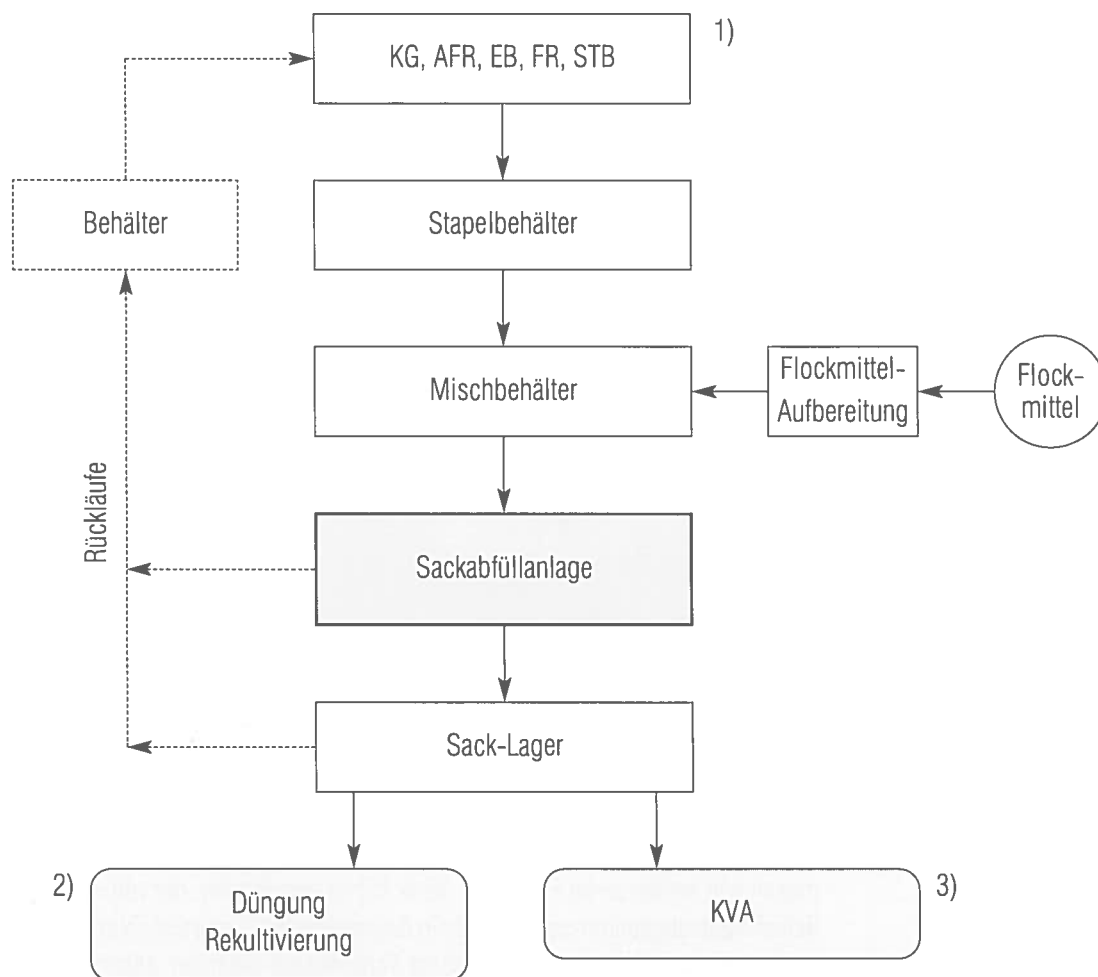 1)
KG, AFR, EB, FR, STB
Behälter
Stapelbehälter
Mischbehälter
Flockmittel-
Aufbereitung
Flock-
mittel
Rückläufe
Sackabfüllanlage
Sack-Lager
2)
Düngung
Rekultivierung
3)
KVA